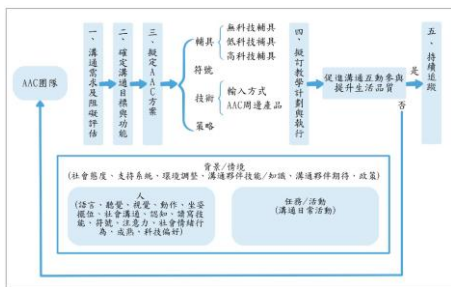 AAC團隊
一、溝通需求及障礙評估
二、確定溝通目標與功能
三、擬定AAC方案
輔具
無科技輔具
低科技輔具
高科技輔具
符號
技術
輸入方式
AAC周邊產品
策略
四、擬訂教學計劃與執行
促進溝通互動參與
提升生活品質
是
否
五、持續追蹤
背景/情境
(社會態度、支持系統、環境調整、溝通夥伴技能/知識、溝通夥伴期待、政策)
人
(語言、聽覺、視覺、動作、坐姿
擺位、社會溝通、認知、讀寫技
能、符號、注意力、社會情緒行
為、成熟、科技偏好)
任務/活動
(溝通日常活動)